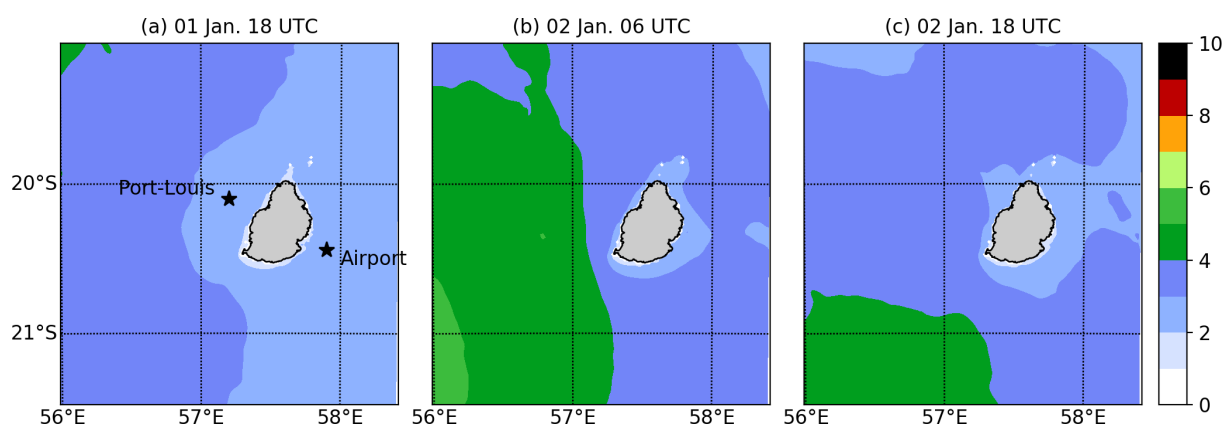 (a) 01 Jan. 18 UTC (b) 02 Jan. 06 UTC (c) 02 Jan. 18 UTC
10
8
20°S Port-Louis
6
Airport
4
21°S
2
0
56°E 57°E 58°E 56°E 57°E 58°E 56°E 57°E 58°E